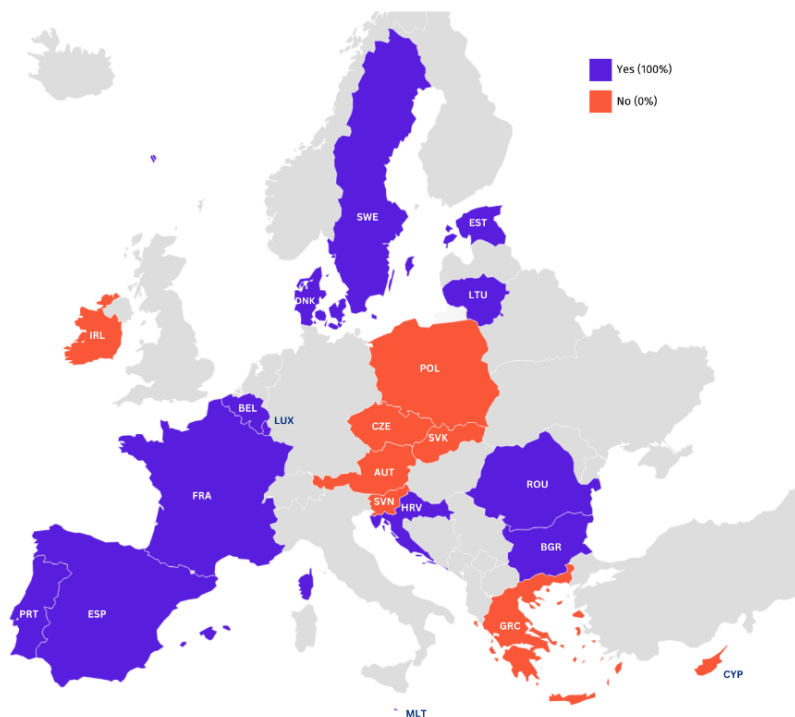 Yes (100%)
No (0%)
SWE
EST
LTU
DNK
IRL
POL
BEL
LUX
CZE
SVK
AUT
FRA
SVN
HRV
ROU
BGR
PRT
ESP
GRC
CYP
MLT